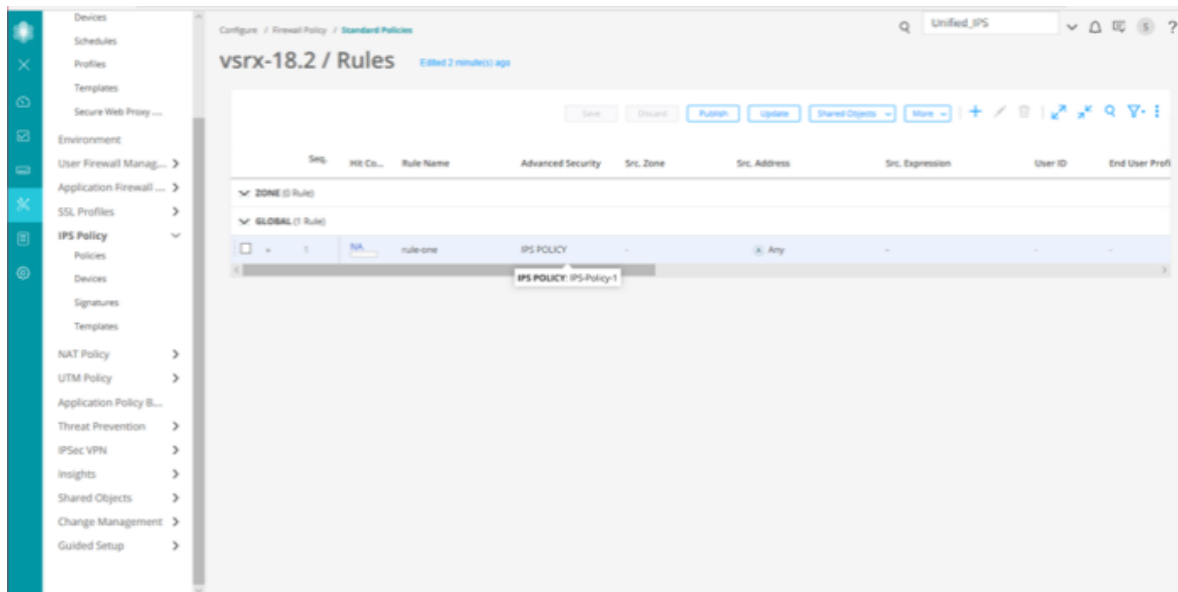 Configure / Firewall Policy / Standard Policies
Unified_IPS
S ?
vsrx-18.2 / Rules Edited 2 minute(s) ago
Devices
Schedules
Profiles
Templates
Secure Web Proxy ....
Environment
User Firewall Manag...
Application Firewall ...
SSL Profiles
IPS Policy
Policies
Devices
Signatures
Templates
NAT Policy
UTM Policy
Application Policy B...
Threat Prevention
IPSec VPN
Insights
Shared Objects
Change Management
Guided Setup
Save Discard Publish Update Shared Objects More
Seq. Hit Co... Rule Name Advanced Security Src. Zone Src. Address Src. Expression User ID End User Profi
ZONE (0 Rule)
GLOBAL (1 Rule)
1 NA rule-one IPS POLICY - A Any - - -
IPS POLICY: IPS-Policy-1